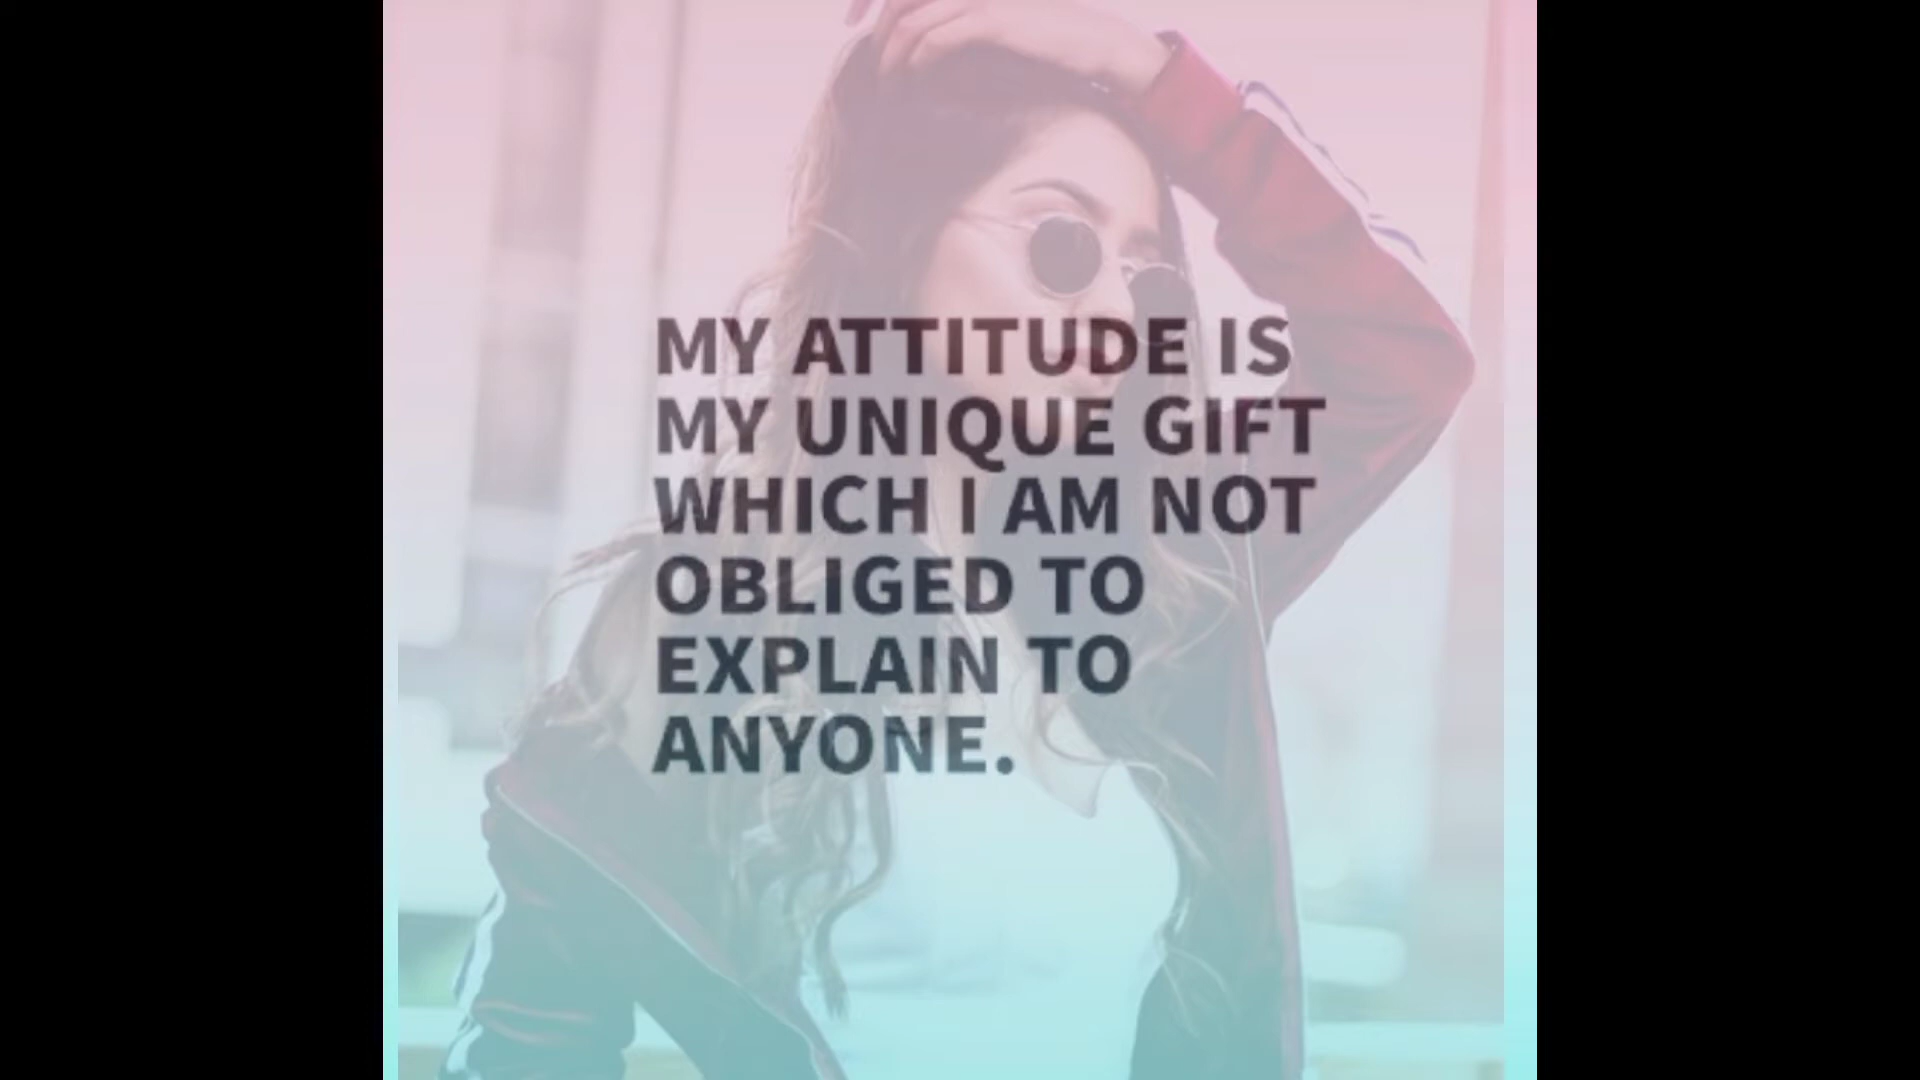 MY ATTITUDE IS
MY UNIQUE GIFT
WHICH I AM NOT
OBLIGED TO
EXPLAIN TO
ANYONE.